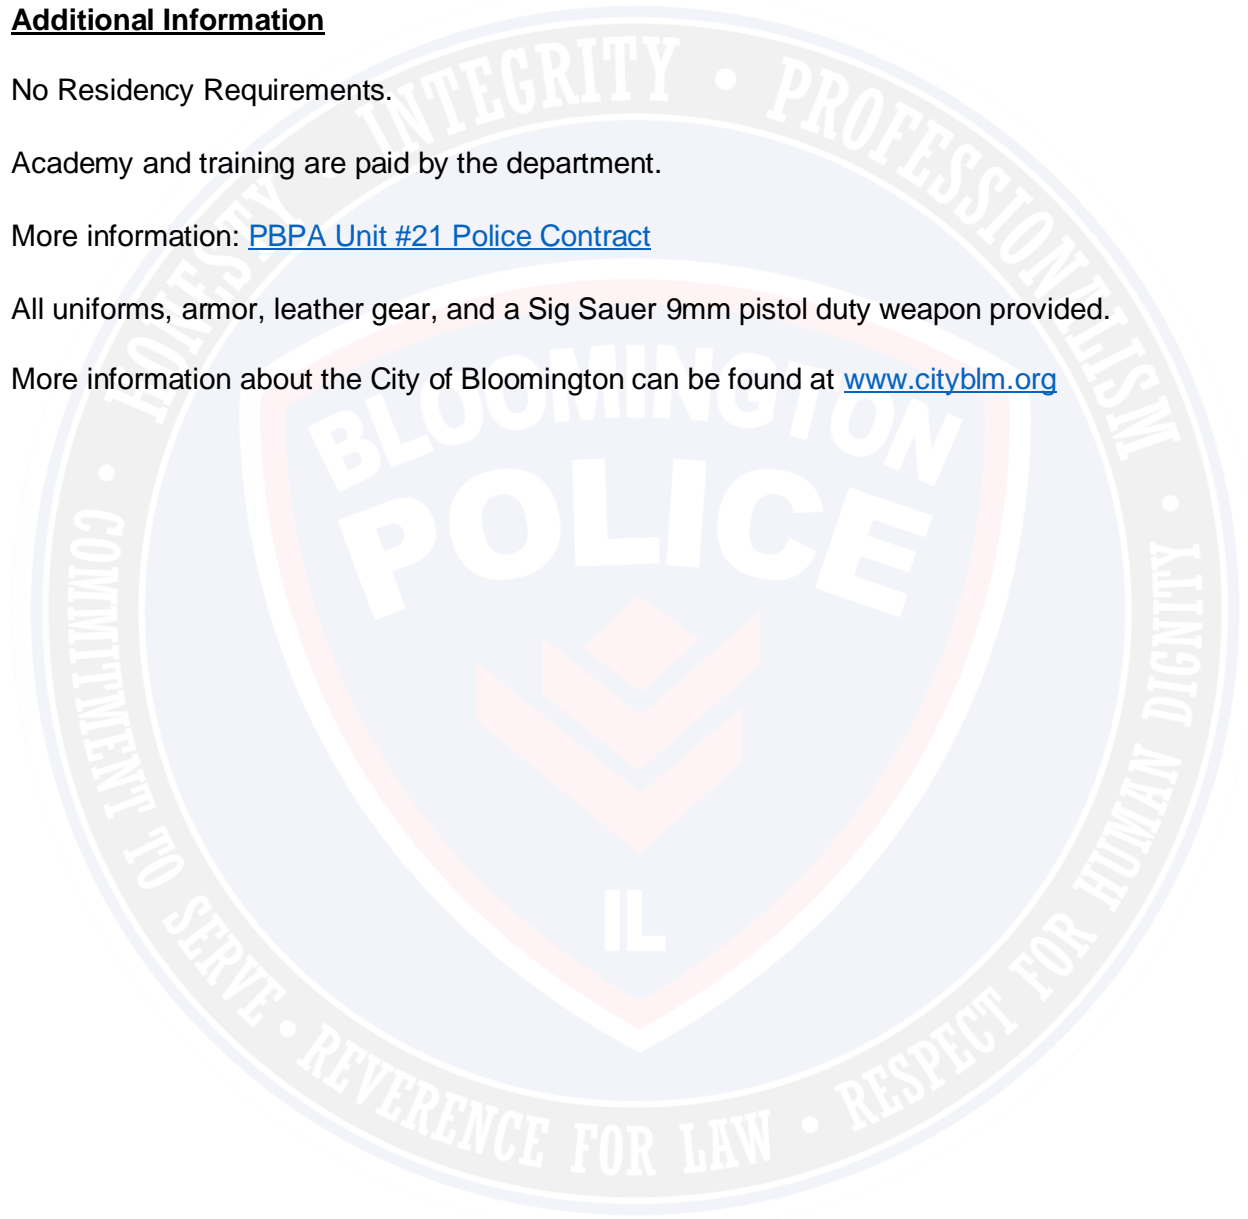 Additional Information
No Residency Requirements.
Academy and training are paid by the department.
More information: PBPA Unit #21 Police Contract
All uniforms, armor, leather gear, and a Sig Sauer 9mm pistol duty weapon provided.
More information about the City of Bloomington can be found at www.cityblm.org
HONESTY • INTEGRITY • PROFESSIONALISM • COMMITTMENT TO SERVE • REVERENCE FOR LAW • RESPECT FOR HUMAN DIGNITY •
BLOOMINGTON
POLICE
IL